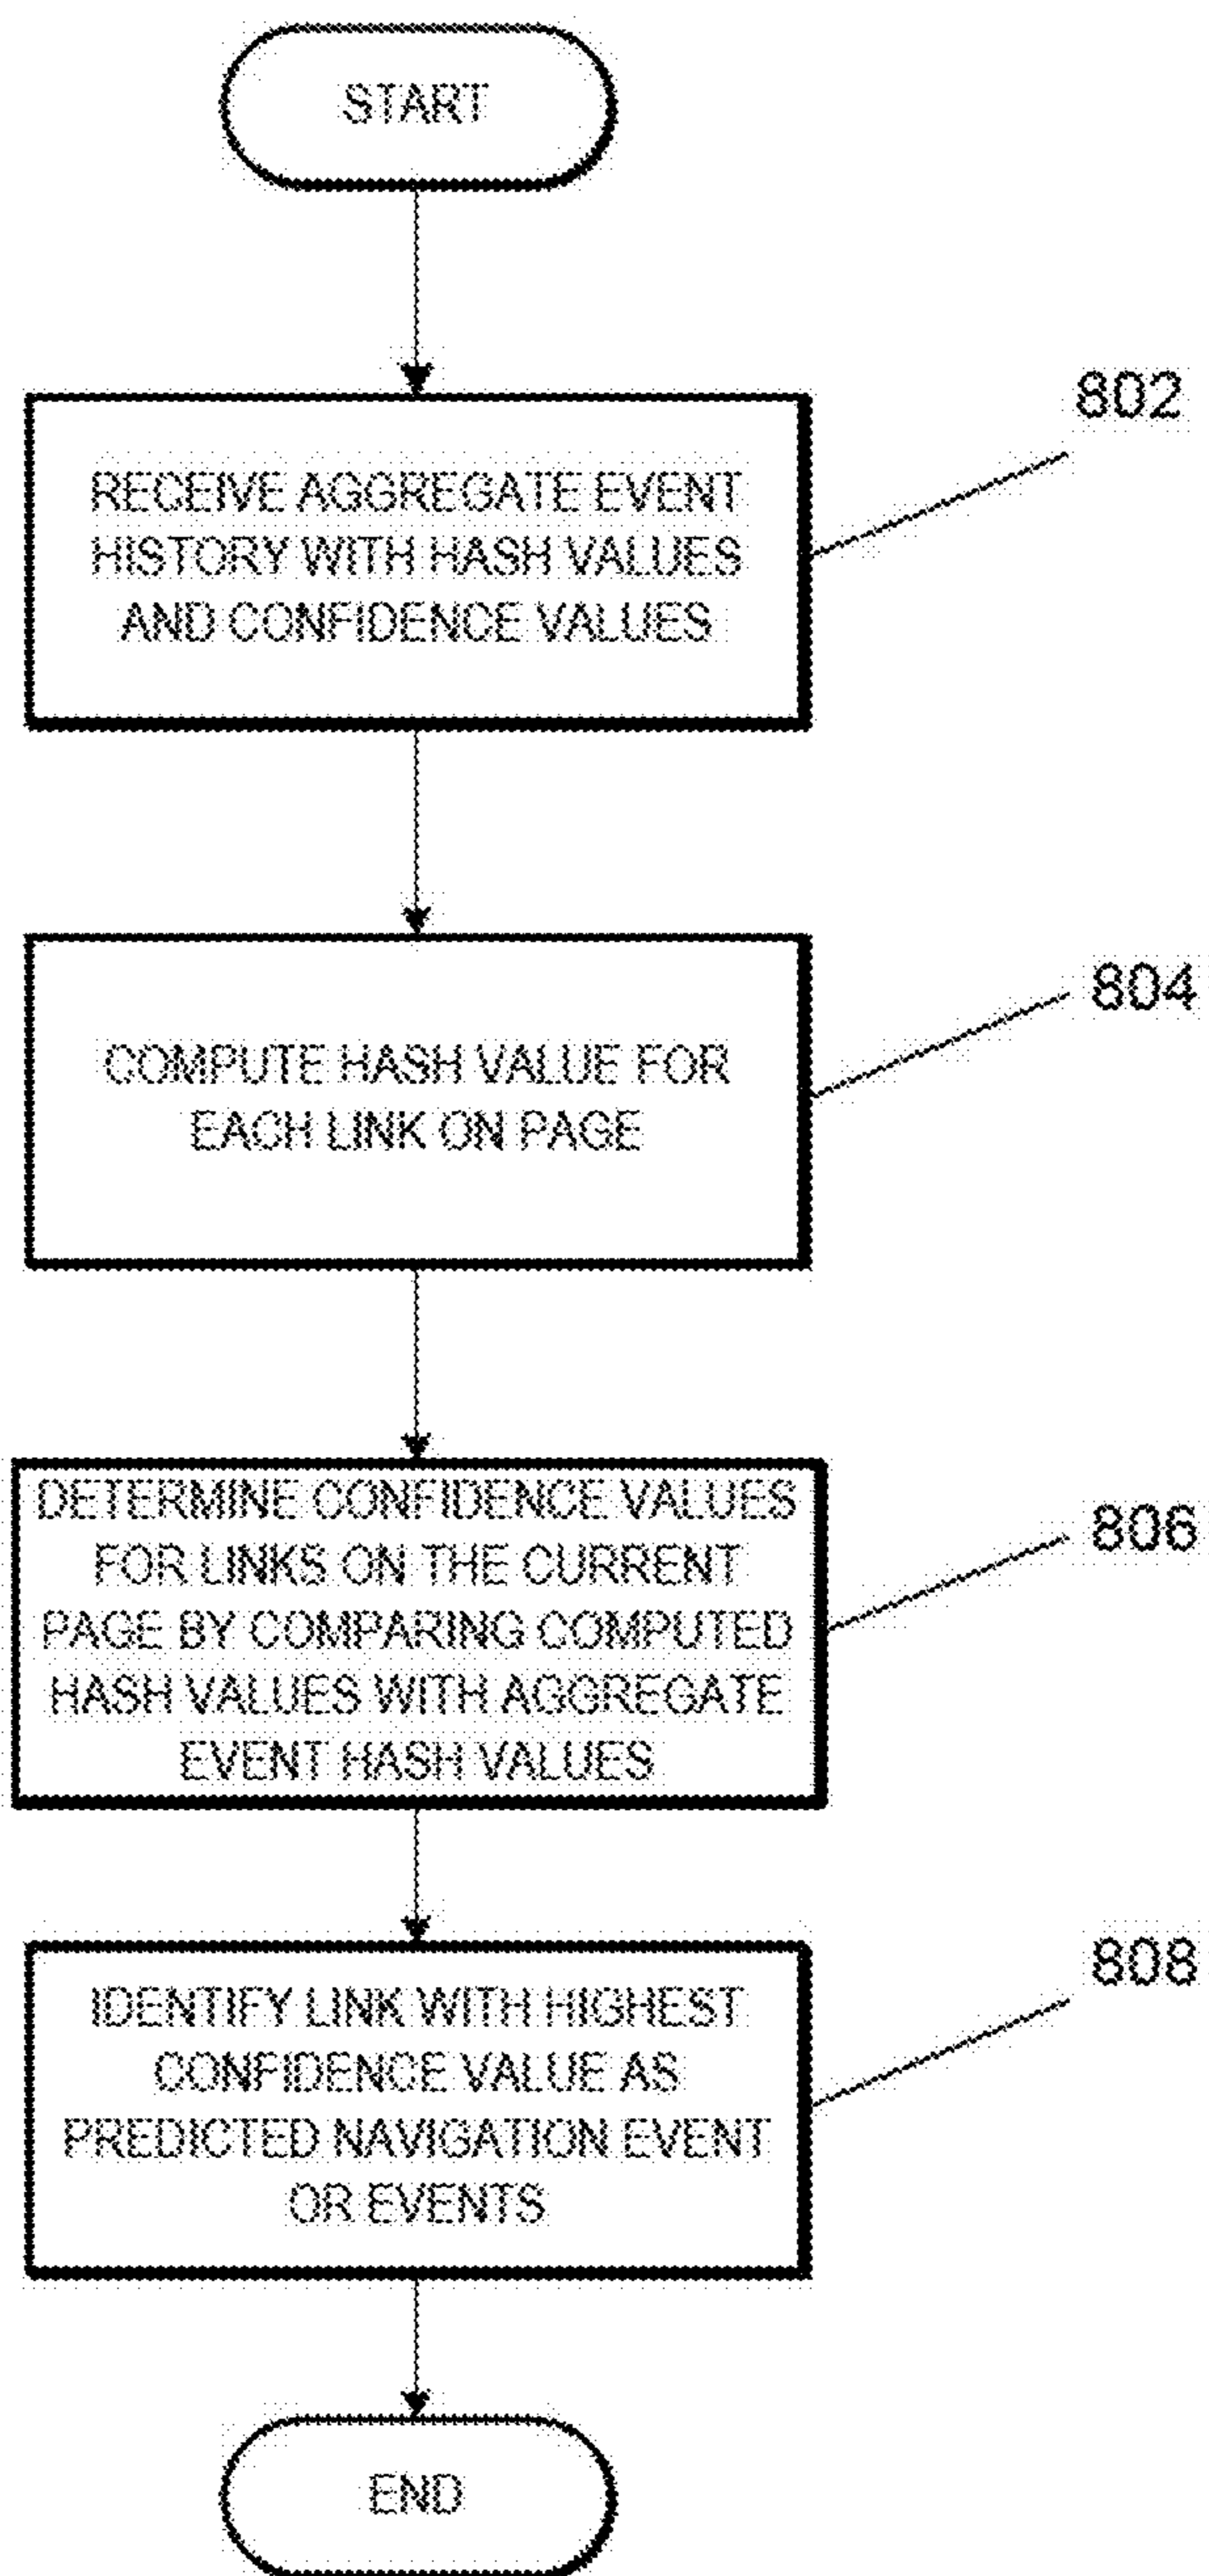 START
802
RECEIVE AGGREGATE EVENT
HISTORY WITH HASH VALUES
AND CONFIDENCE VALUES
804
COMPUTE HASH VALUE FOR
EACH LINK ON PAGE
806
DETERMINE CONFIDENCE VALUES
FOR LINKS ON THE CURRENT
PAGE BY COMPARING COMPUTED
HASH VALUES WITH AGGREGATE
EVENT HASH VALUES
808
IDENTIFY LINK WITH HIGHEST
CONFIDENCE VALUE AS
PREDICTED NAVIGATION EVENT
OR EVENTS
END